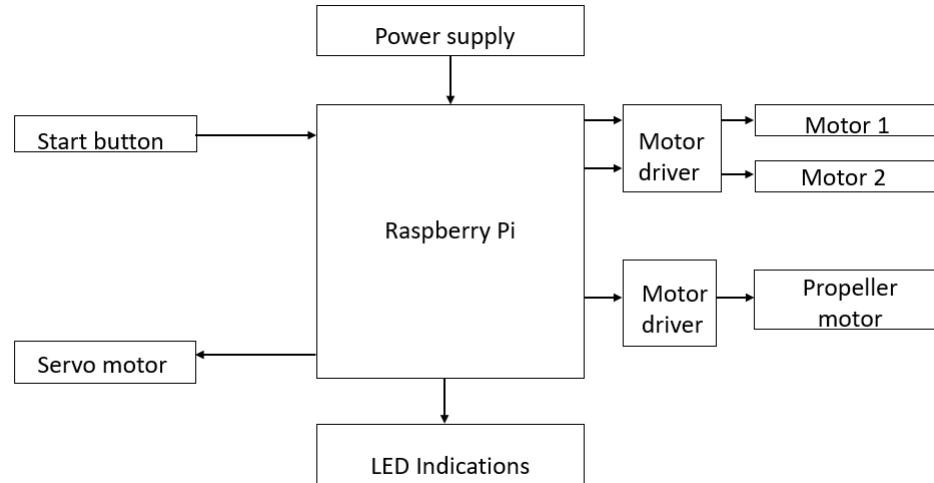 Power supply
Start button
Motor
driver
Motor 1
Motor 2
Raspberry Pi
Motor
driver
Propeller
motor
Servo motor
LED Indications